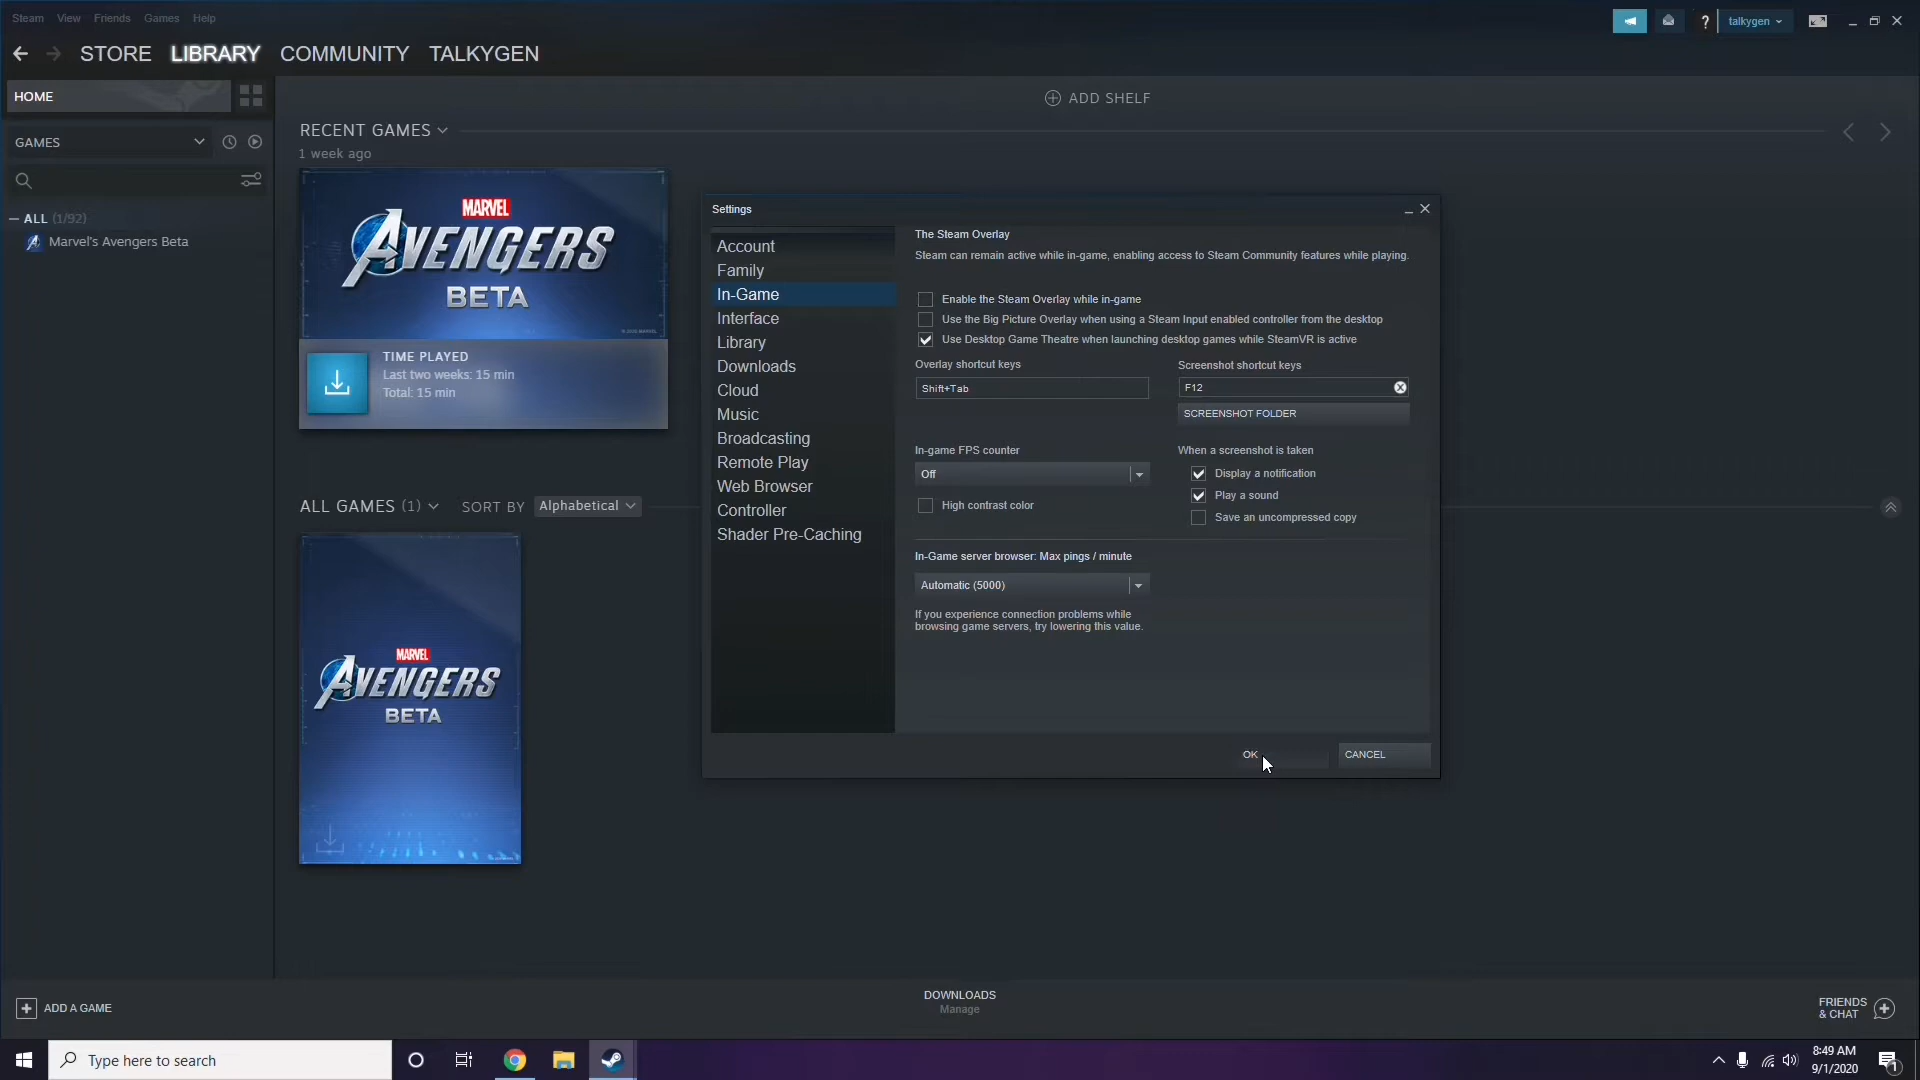 Steam View Friends Games Help
talkygen
STORE LIBRARY COMMUNITY TALKYGEN
HOME
ADD SHELF
GAMES
RECENT GAMES
1 week ago
ALL (1/92)
Marvel's Avengers Beta
MARVEL
AVENGERS
BETA
TIME PLAYED
Last two weeks: 15 min
Total: 15 min
ALL GAMES (1) SORT BY Alphabetical
MARVEL
AVENGERS
BETA
Settings
Account
Family
In-Game
Interface
Library
Downloads
Cloud
Music
Broadcasting
Remote Play
Web Browser
Controller
Shader Pre-Caching
The Steam Overlay
Steam can remain active while in-game, enabling access to Steam Community features while playing.
Enable the Steam Overlay while in-game
Use the Big Picture Overlay when using a Steam Input enabled controller from the desktop
Use Desktop Game Theatre when launching desktop games while SteamVR is active
Overlay shortcut keys
Shift+Tab
Screenshot shortcut keys
F12
SCREENSHOT FOLDER
In-game FPS counter
Off
High contrast color
When a screenshot is taken
Display a notification
Play a sound
Save an uncompressed copy
In-Game server browser: Max pings / minute
Automatic (5000)
If you experience connection problems while
browsing game servers, try lowering this value.
OK CANCEL
ADD A GAME
DOWNLOADS
Manage
FRIENDS
& CHAT
Type here to search
8:49 AM
9/1/2020
1